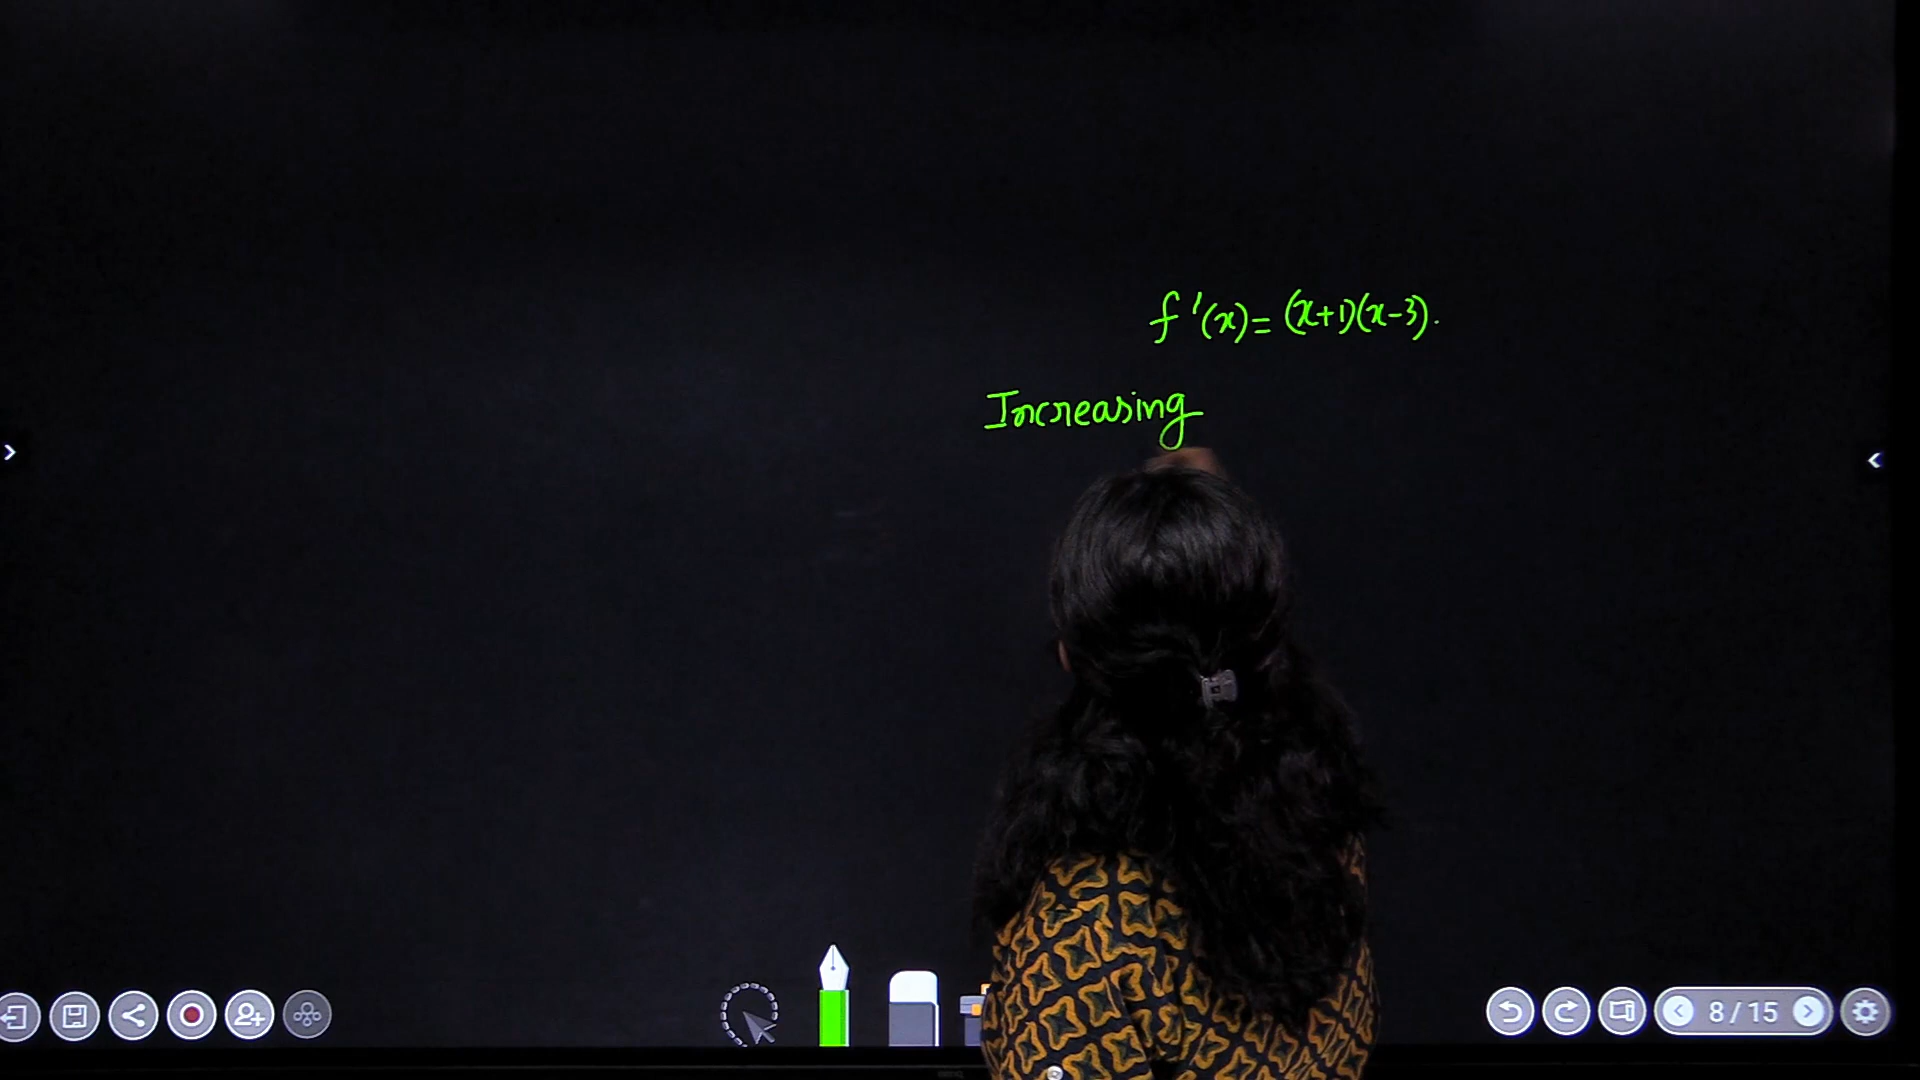 f'(x)= (x+1)(x-3).
Increasing
8/15